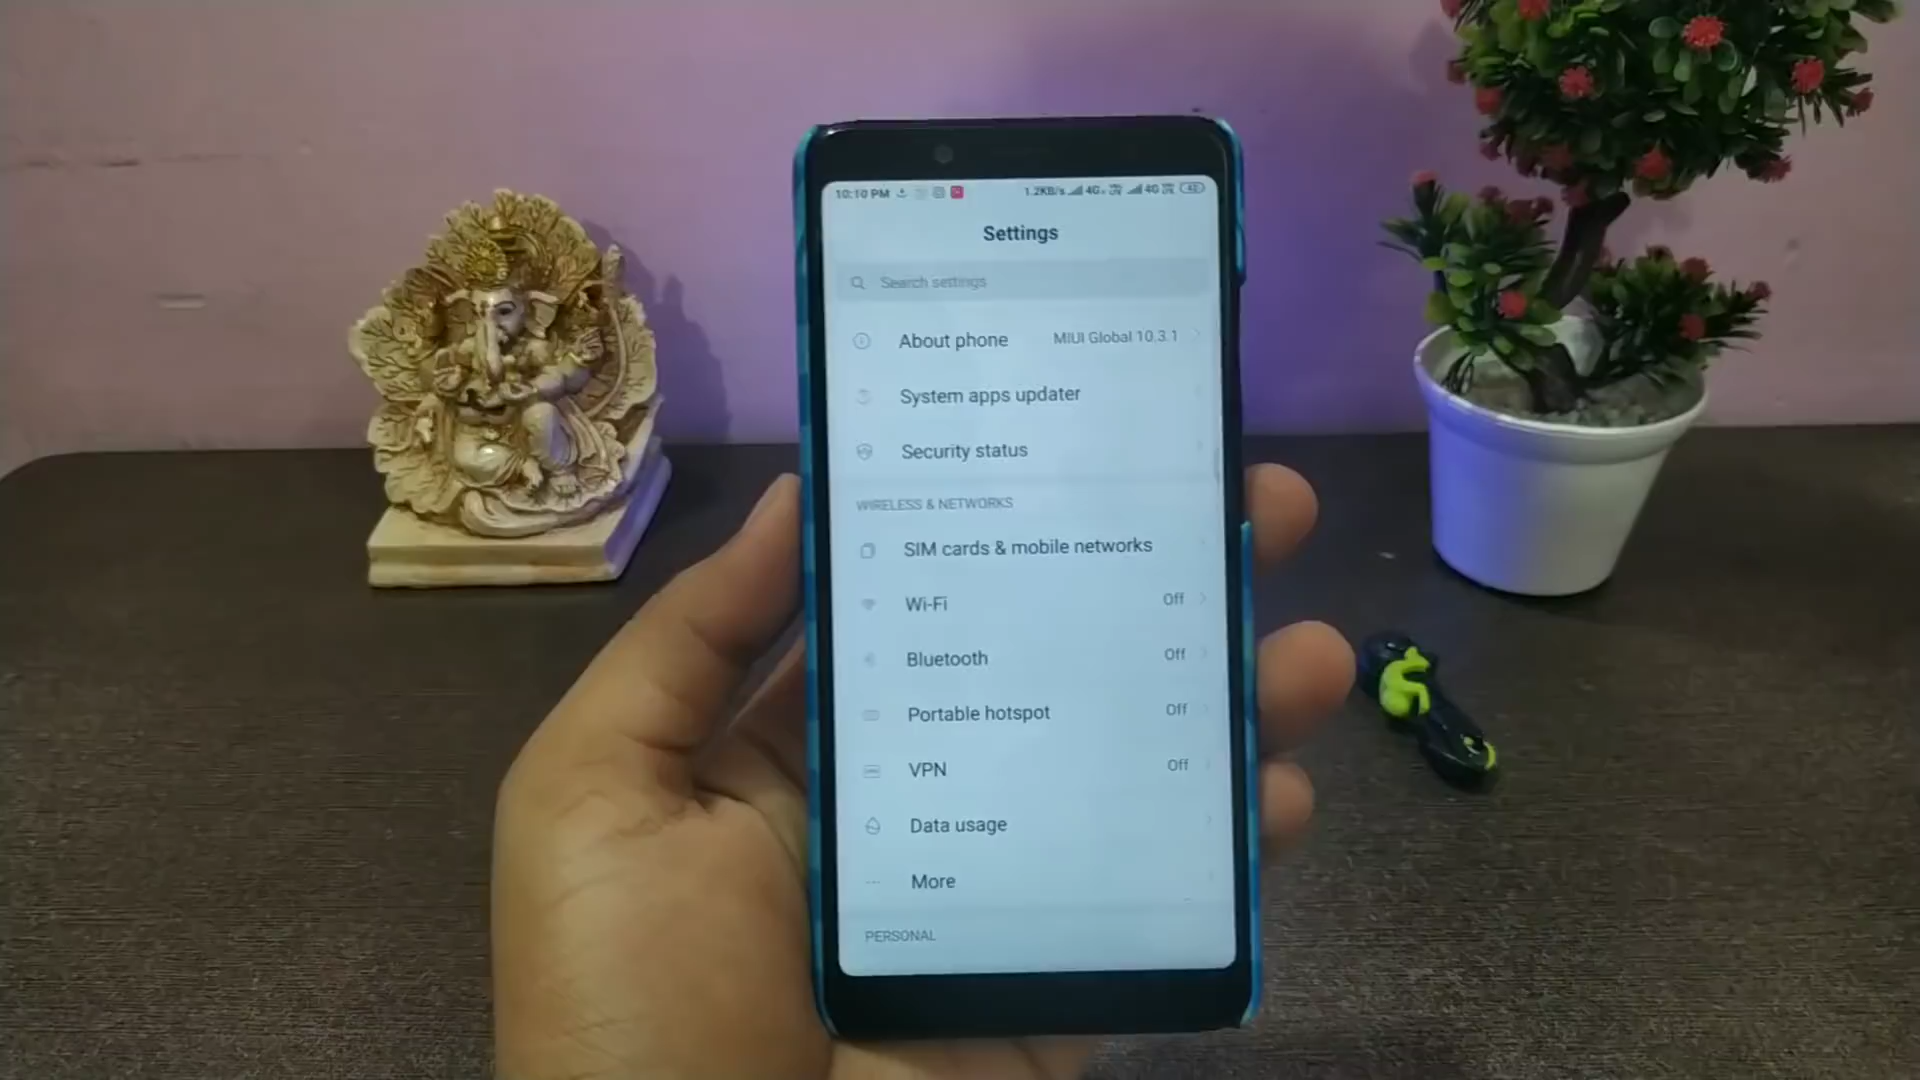 10:10 PM 1.2KB/s 4G+ 4G 43
Settings
Search settings
About phone MIUI Global 10.3.1
System apps updater
Security status
WIRELESS & NETWORKS
SIM cards & mobile networks
Wi-Fi Off
Bluetooth Off
Portable hotspot Off
VPN Off
Data usage
More
PERSONAL